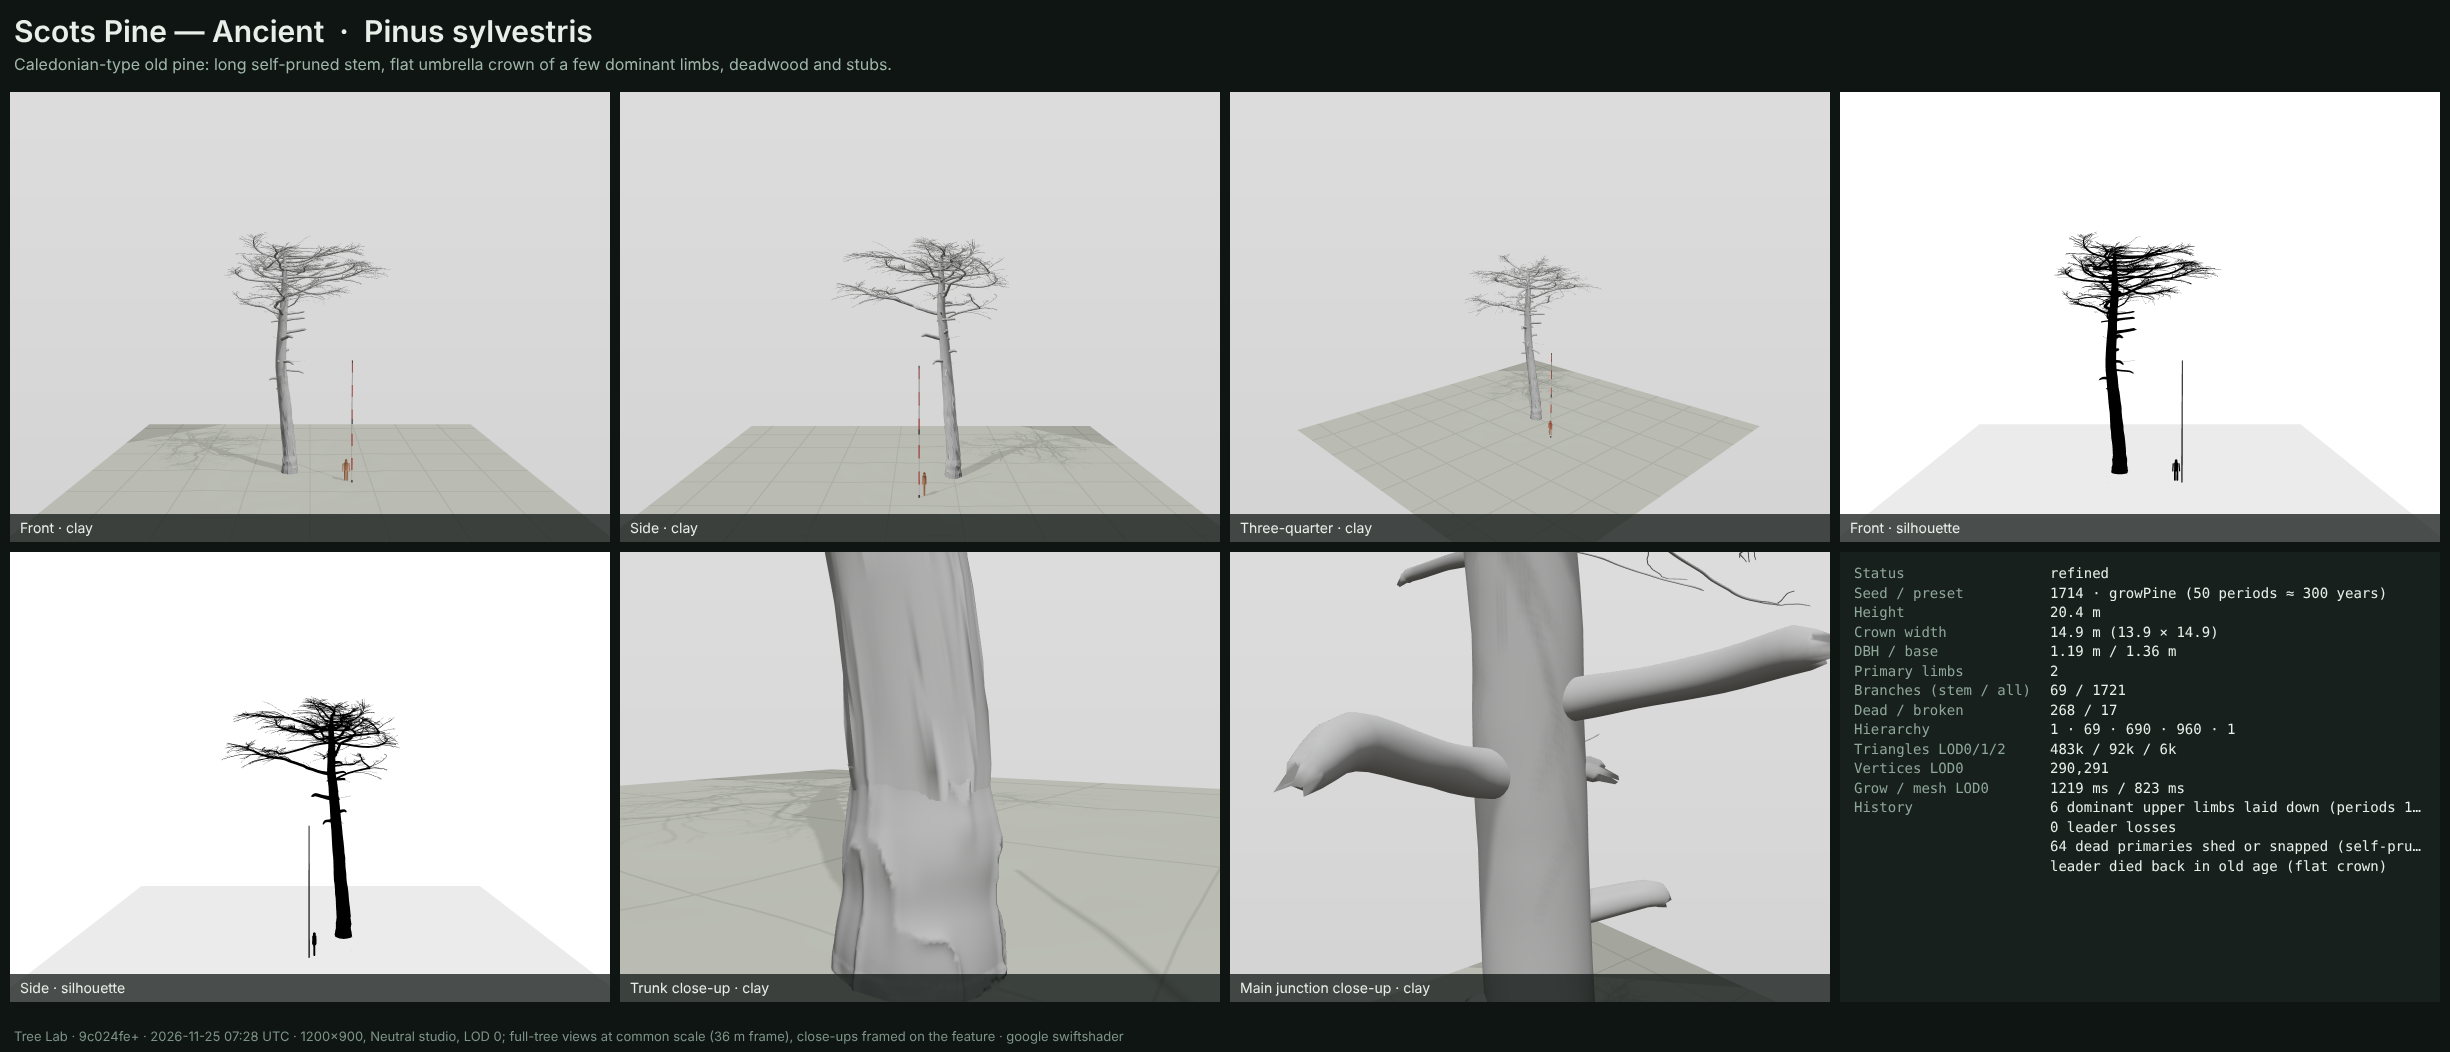 Scots Pine — Ancient · Pinus sylvestris
Caledonian-type old pine: long self-pruned stem, flat umbrella crown of a few dominant limbs, deadwood and stubs.
Front · clay
Side · clay
Three-quarter · clay
Front · silhouette
Side · silhouette
Trunk close-up · clay
Main junction close-up · clay
Status refined
Seed / preset 1714 · growPine (50 periods ≈ 300 years)
Height 20.4 m
Crown width 14.9 m (13.9 × 14.9)
DBH / base 1.19 m / 1.36 m
Primary limbs 2
Branches (stem / all) 69 / 1721
Dead / broken 268 / 17
Hierarchy 1 · 69 · 690 · 960 · 1
Triangles LOD0/1/2 483k / 92k / 6k
Vertices LOD0 290,291
Grow / mesh LOD0 1219 ms / 823 ms
History 6 dominant upper limbs laid down (periods 1…
0 leader losses
64 dead primaries shed or snapped (self-pru…
leader died back in old age (flat crown)
Tree Lab · 9c024fe+ · 2026-11-25 07:28 UTC · 1200×900, Neutral studio, LOD 0; full-tree views at common scale (36 m frame), close-ups framed on the feature · google swiftshader